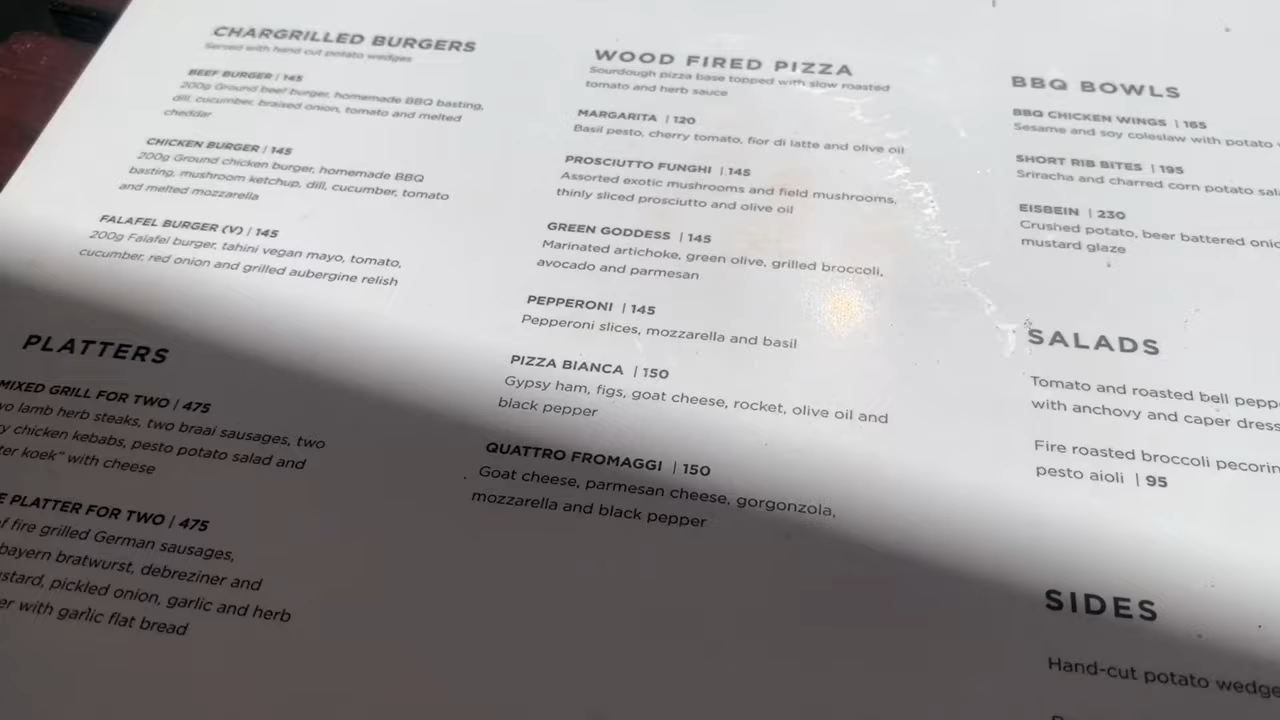 CHARGRILLED BURGERS
Served with hand cut potato wedges
BEEF BURGER | 145
200g Ground beef burger, homemade BBQ basting,
dill, cucumber, braised onion, tomato and melted
cheddar
CHICKEN BURGER | 145
200g Ground chicken burger, homemade BBQ
basting, mushroom ketchup, dill, cucumber, tomato
and melted mozzarella
FALAFEL BURGER (V) | 145
200g Falafel burger, tahini vegan mayo, tomato,
cucumber, red onion and grilled aubergine relish
PLATTERS
MIXED GRILL FOR TWO | 475
two lamb herb steaks, two braai sausages, two
chicken kebabs, pesto potato salad and
koek” with cheese
PLATTER FOR TWO | 475
of fire grilled German sausages,
bayern bratwurst, debreziner and
pickled onion, garlic and herb
with garlic flat bread
WOOD FIRED PIZZA
Sourdough pizza base topped with slow roasted
tomato and herb sauce
MARGARITA | 120
Basil pesto, cherry tomato, fior di latte and olive oil
PROSCIUTTO FUNGHI | 145
Assorted exotic mushrooms and field mushrooms,
thinly sliced prosciutto and olive oil
GREEN GODDESS | 145
Marinated artichoke, green olive, grilled broccoli,
avocado and parmesan
PEPPERONI | 145
Pepperoni slices, mozzarella and basil
PIZZA BIANCA | 150
Gypsy ham, figs, goat cheese, rocket, olive oil and
black pepper
QUATTRO FROMAGGI | 150
Goat cheese, parmesan cheese, gorgonzola,
mozzarella and black pepper
BBQ BOWLS
BBQ CHICKEN WINGS | 165
Sesame and soy coleslaw with potato
SHORT RIB BITES | 195
Sriracha and charred corn potato
EISBEIN | 230
Crushed potato, beer battered
mustard glaze
SALADS
Tomato and roasted bell
with anchovy and caper
Fire roasted broccoli
pesto aioli | 95
SIDES
Hand-cut potato